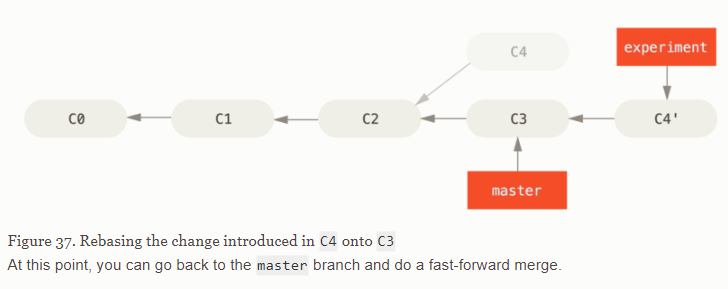 C4
experiment
C0
C1
C2
C3
C4'
master
Figure 37. Rebasing the change introduced in C4 onto C3
At this point, you can go back to the master branch and do a fast-forward merge.